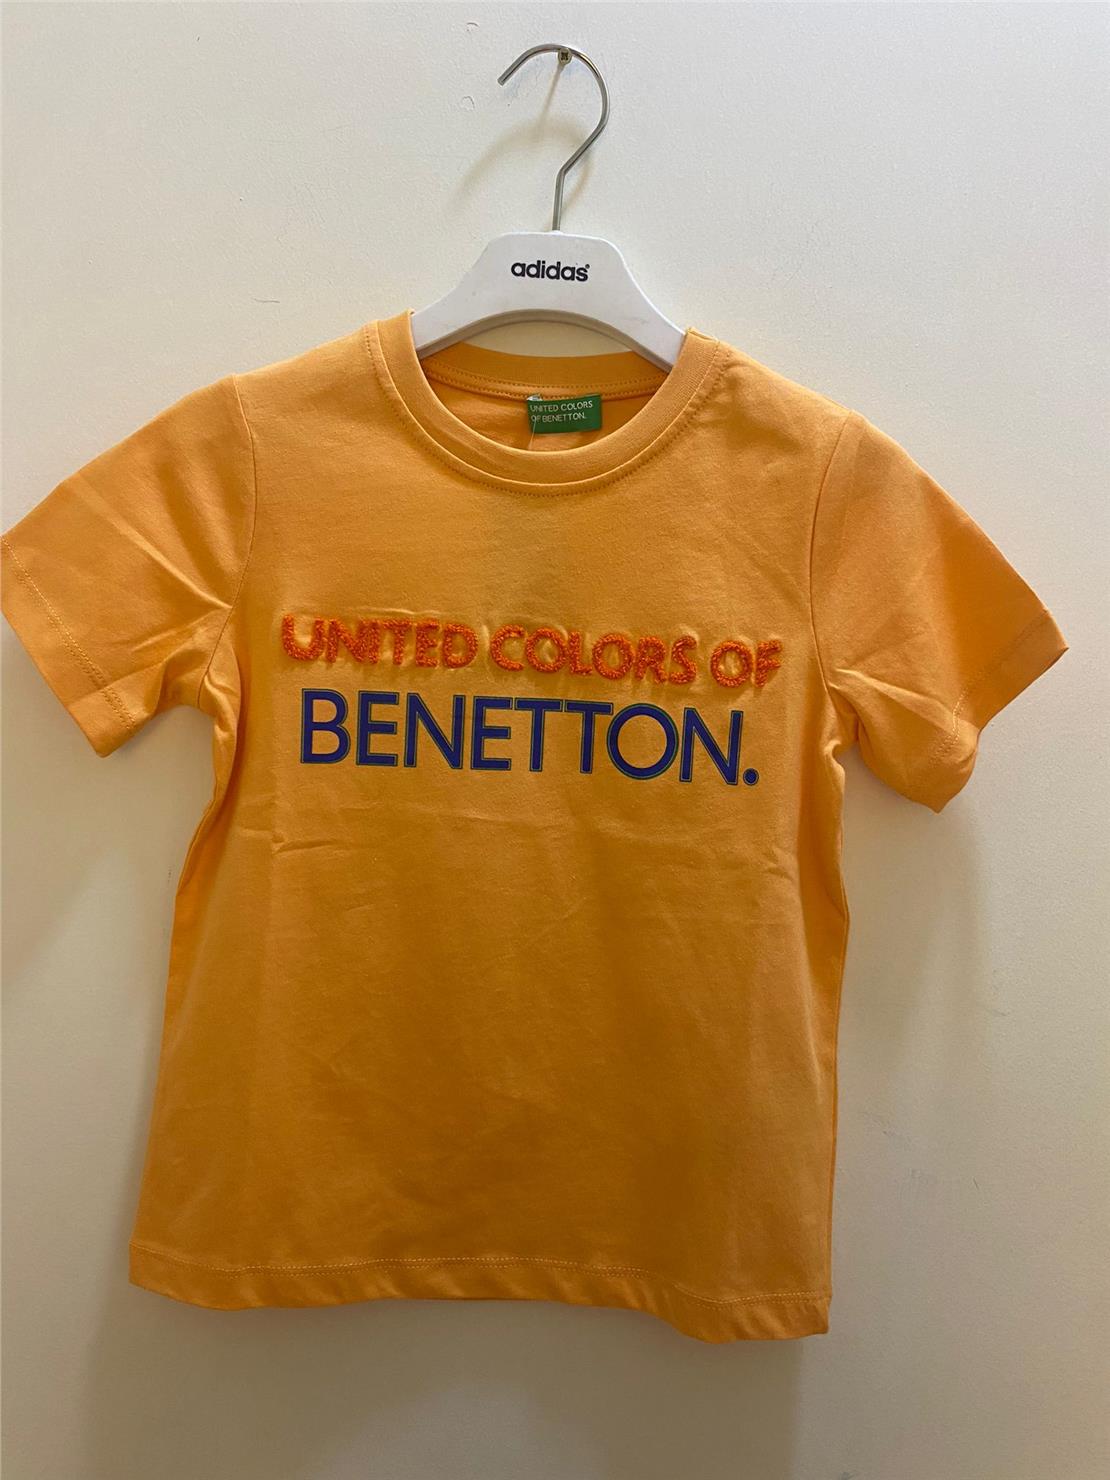 adidas
UNITED COLORS
OF BENETTON.
UNITED COLORS OF
BENETTON.